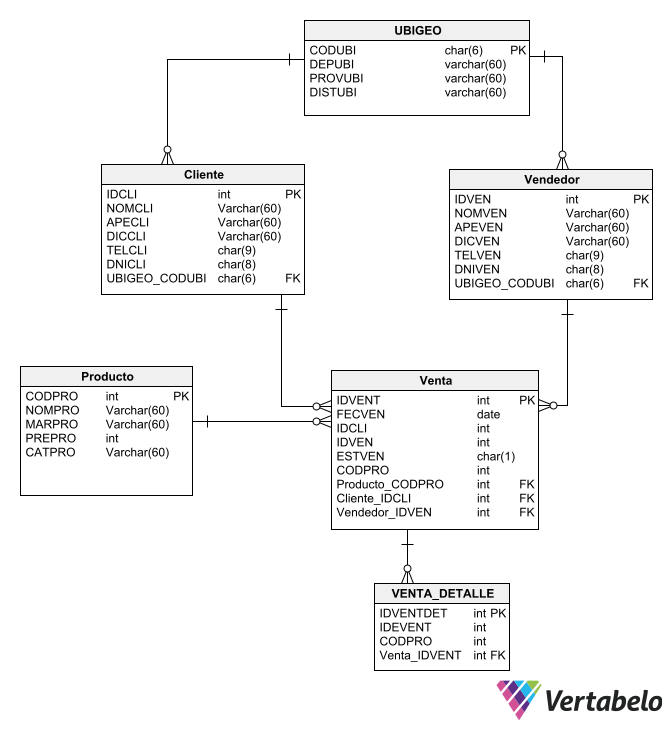 UBIGEO
CODUBI char(6) PK
DEPUBI varchar(60)
PROVUBI varchar(60)
DISTUBI varchar(60)
Cliente
IDCLI int PK
NOMCLI Varchar(60)
APECLI Varchar(60)
DICCLI Varchar(60)
TELCLI char(9)
DNICLI char(8)
UBIGEO_CODUBI char(6) FK
Vendedor
IDVEN int PK
NOMVEN Varchar(60)
APEVEN Varchar(60)
DICVEN Varchar(60)
TELVEN char(9)
DNIVEN char(8)
UBIGEO_CODUBI char(6) FK
Producto
CODPRO int PK
NOMPRO Varchar(60)
MARPRO Varchar(60)
PREPRO int
CATPRO Varchar(60)
Venta
IDVENT int PK
FECVEN date
IDCLI int
IDVEN int
ESTVEN char(1)
CODPRO int
Producto_CODPRO int FK
Cliente_IDCLI int FK
Vendedor_IDVEN int FK
VENTA_DETALLE
IDVENTDET int PK
IDEVENT int
CODPRO int
Venta_IDVENT int FK
Vertabelo